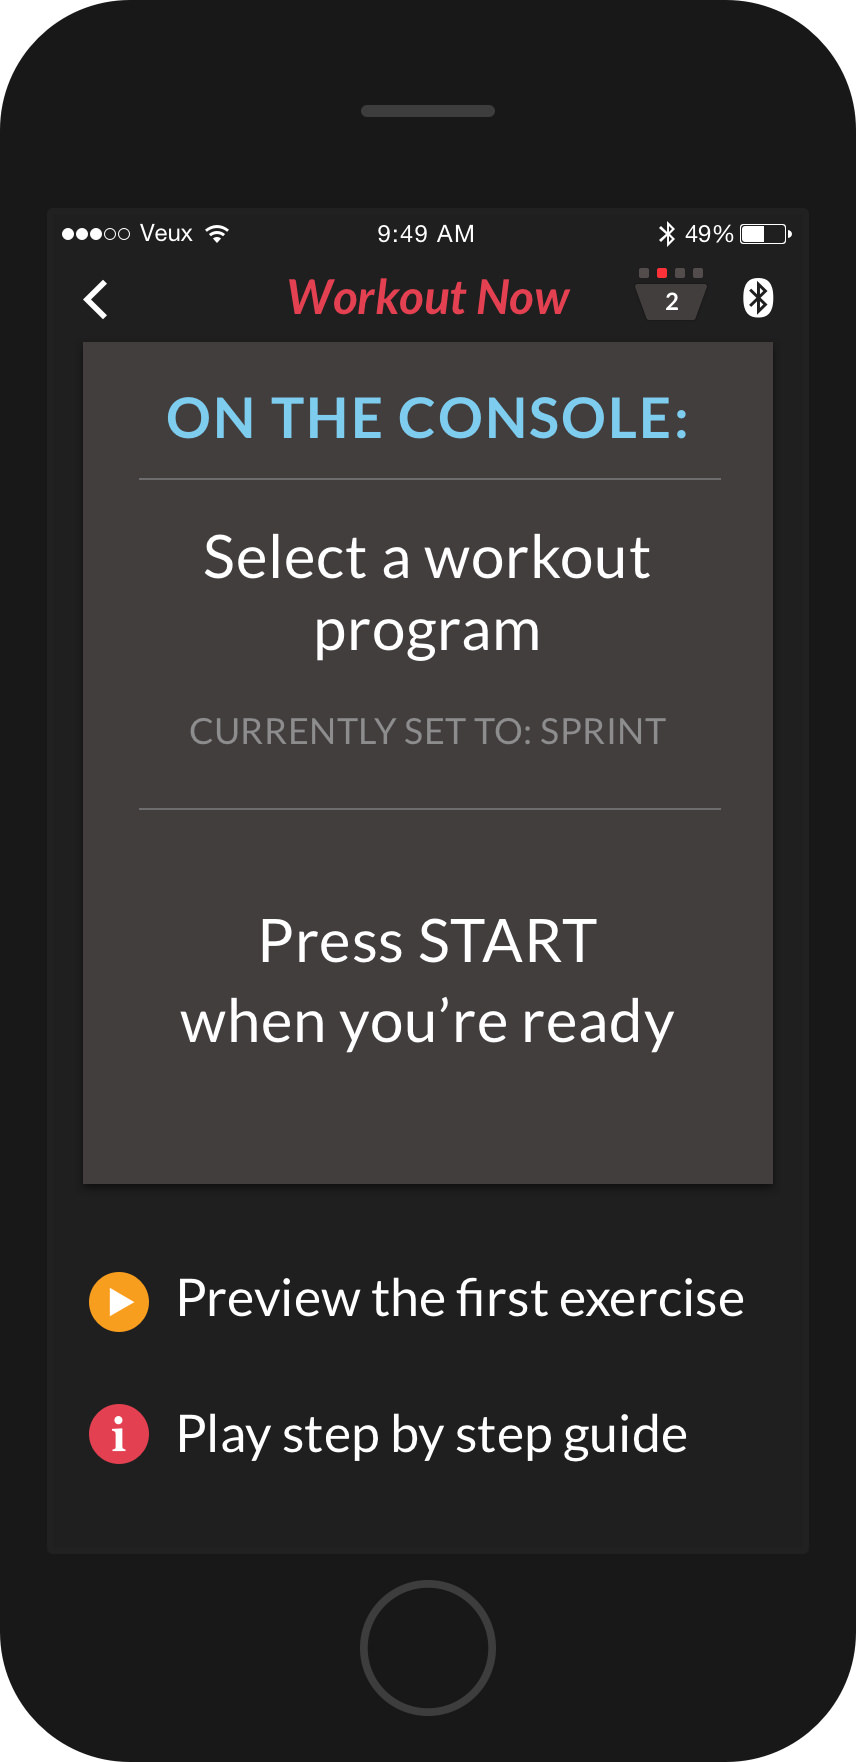 Veux 9:49 AM 49%
Workout Now 2
ON THE CONSOLE:
Select a workout
program
CURRENTLY SET TO: SPRINT
Press START
when you’re ready
Preview the first exercise
i Play step by step guide